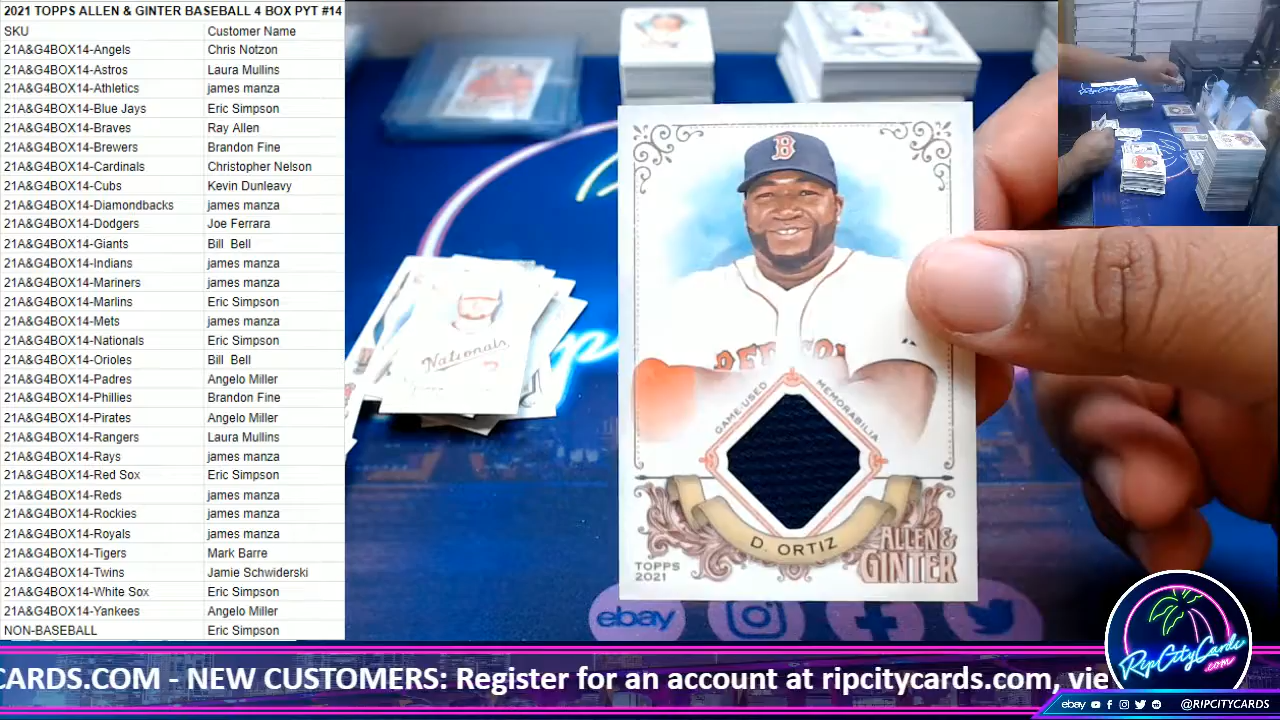 2021 TOPPS ALLEN & GINTER BASEBALL 4 BOX PYT #14
SKU Customer Name
21A&G4BOX14-Angels Chris Notzon
21A&G4BOX14-Astros Laura Mullins
21A&G4BOX14-Athletics james manza
21A&G4BOX14-Blue Jays Eric Simpson
21A&G4BOX14-Braves Ray Allen
21A&G4BOX14-Brewers Brandon Fine
21A&G4BOX14-Cardinals Christopher Nelson
21A&G4BOX14-Cubs Kevin Dunleavy
21A&G4BOX14-Diamondbacks james manza
21A&G4BOX14-Dodgers Joe Ferrara
21A&G4BOX14-Giants Bill Bell
21A&G4BOX14-Indians james manza
21A&G4BOX14-Mariners james manza
21A&G4BOX14-Marlins Eric Simpson
21A&G4BOX14-Mets james manza
21A&G4BOX14-Nationals Eric Simpson
21A&G4BOX14-Orioles Bill Bell
21A&G4BOX14-Padres Angelo Miller
21A&G4BOX14-Phillies Brandon Fine
21A&G4BOX14-Pirates Angelo Miller
21A&G4BOX14-Rangers Laura Mullins
21A&G4BOX14-Rays james manza
21A&G4BOX14-Red Sox Eric Simpson
21A&G4BOX14-Reds james manza
21A&G4BOX14-Rockies james manza
21A&G4BOX14-Royals james manza
21A&G4BOX14-Tigers Mark Barre
21A&G4BOX14-Twins Jamie Schwiderski
21A&G4BOX14-White Sox Eric Simpson
21A&G4BOX14-Yankees Angelo Miller
NON-BASEBALL Eric Simpson
Nationals
B
RED SOX
GAME USED MEMORABILIA
D. ORTIZ
TOPPS
2021
ALLEN &
GINTER
ebay
CARDS.COM - NEW CUSTOMERS: Register for an account at ripcitycards.com, vie
RipCityCards
.com
ebay @RIPCITYCARDS